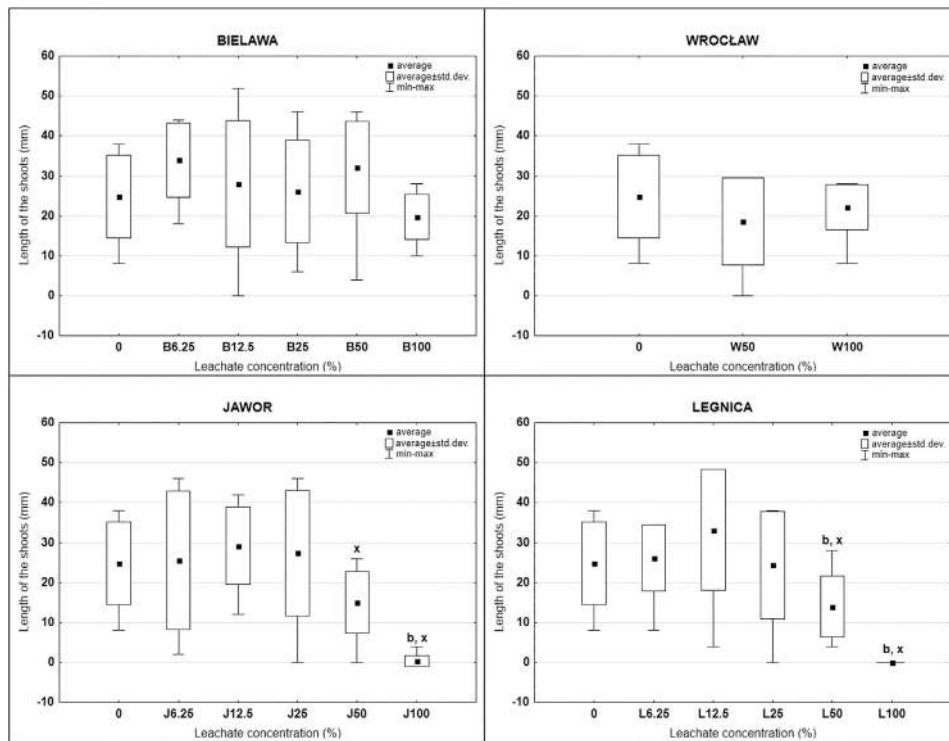 BIELAWA
60
50
40
30
20
10
0
-10
Length of the shoots (mm)
average
average±std.dev.
min-max
0 B6.25 B12.5 B25 B50 B100
Leachate concentration (%)
WROCŁAW
60
50
40
30
20
10
0
-10
Length of the shoots (mm)
average
average±std.dev.
min-max
0 W50 W100
Leachate concentration (%)
JAWOR
60
50
40
30
20
10
0
-10
Length of the shoots (mm)
average
average±std.dev.
min-max
x
b, x
0 J6.25 J12.5 J25 J50 J100
Leachate concentration (%)
LEGNICA
60
50
40
30
20
10
0
-10
Length of the shoots (mm)
average
average±std.dev.
min-max
b, x
b, x
0 L6.25 L12.5 L25 L50 L100
Leachate concentration (%)